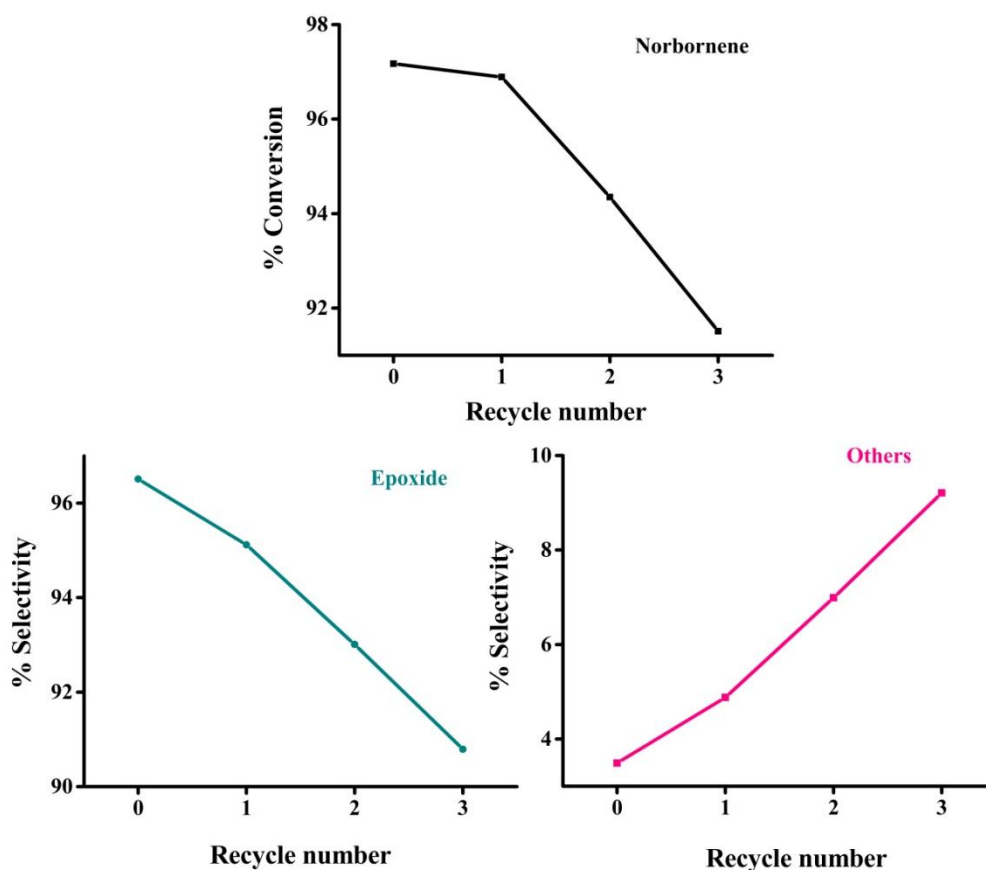 98
96
94
92
% Conversion
Norbornene
0 1 2 3
Recycle number
96
94
92
90
% Selectivity
Epoxide
0 1 2 3
Recycle number
10
8
6
4
% Selectivity
Others
0 1 2 3
Recycle number